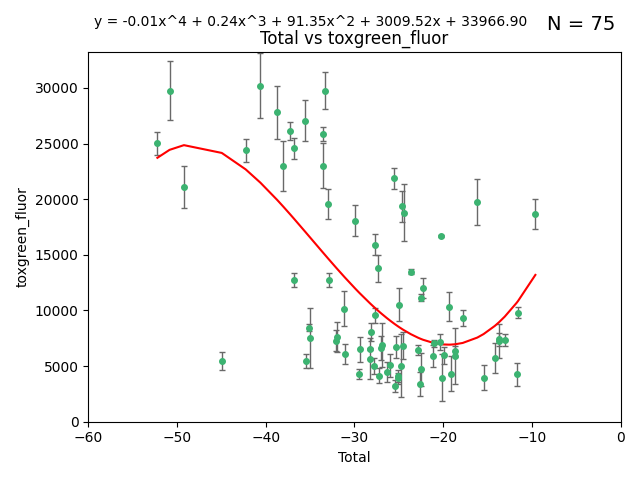 y = -0.01x^4 + 0.24x^3 + 91.35x^2 + 3009.52x + 33966.90
N = 75
Total vs toxgreen_fluor
30000
25000
20000
15000
10000
5000
0
toxgreen_fluor
−60 −50 −40 −30 −20 −10 0
Total